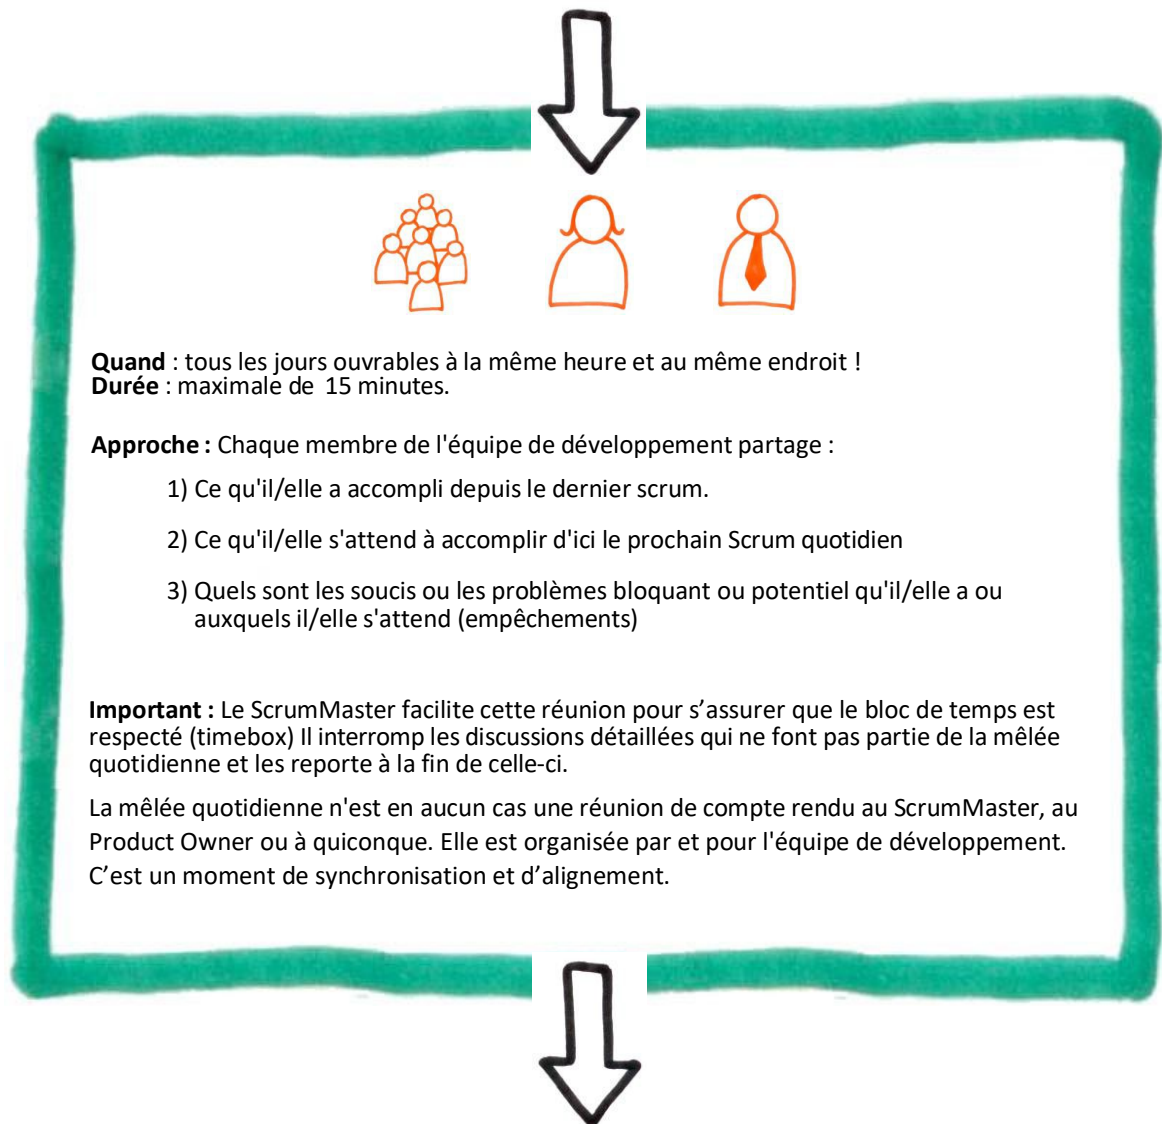 Quand : tous les jours ouvrables à la même heure et au même endroit !
Durée : maximale de 15 minutes.
Approche : Chaque membre de l'équipe de développement partage :
1) Ce qu'il/elle a accompli depuis le dernier scrum.
2) Ce qu'il/elle s'attend à accomplir d'ici le prochain Scrum quotidien
3) Quels sont les soucis ou les problèmes bloquant ou potentiel qu'il/elle a ou
auxquels il/elle s'attend (empêchements)
Important : Le ScrumMaster facilite cette réunion pour s’assurer que le bloc de temps est
respecté (timebox) Il interromp les discussions détaillées qui ne font pas partie de la mêlée
quotidienne et les reporte à la fin de celle-ci.
La mêlée quotidienne n'est en aucun cas une réunion de compte rendu au ScrumMaster, au
Product Owner ou à quiconque. Elle est organisée par et pour l'équipe de développement.
C’est un moment de synchronisation et d’alignement.